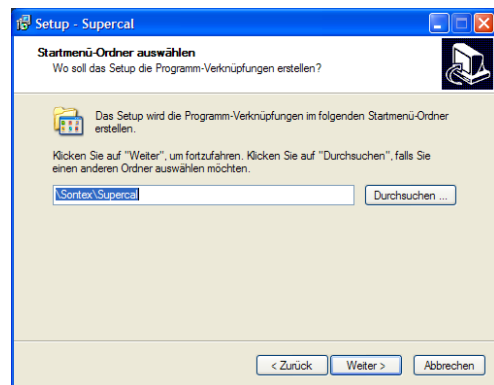 Setup - Supercal
Startmenü-Ordner auswählen
Wo soll das Setup die Programm-Verknüpfungen erstellen?
Das Setup wird die Programm-Verknüpfungen im folgenden Startmenü-Ordner
erstellen.
Klicken Sie auf "Weiter", um fortzufahren. Klicken Sie auf "Durchsuchen", falls Sie
einen anderen Ordner auswählen möchten.
\Sontex\Supercal
Durchsuchen ...
< Zurück
Weiter >
Abbrechen